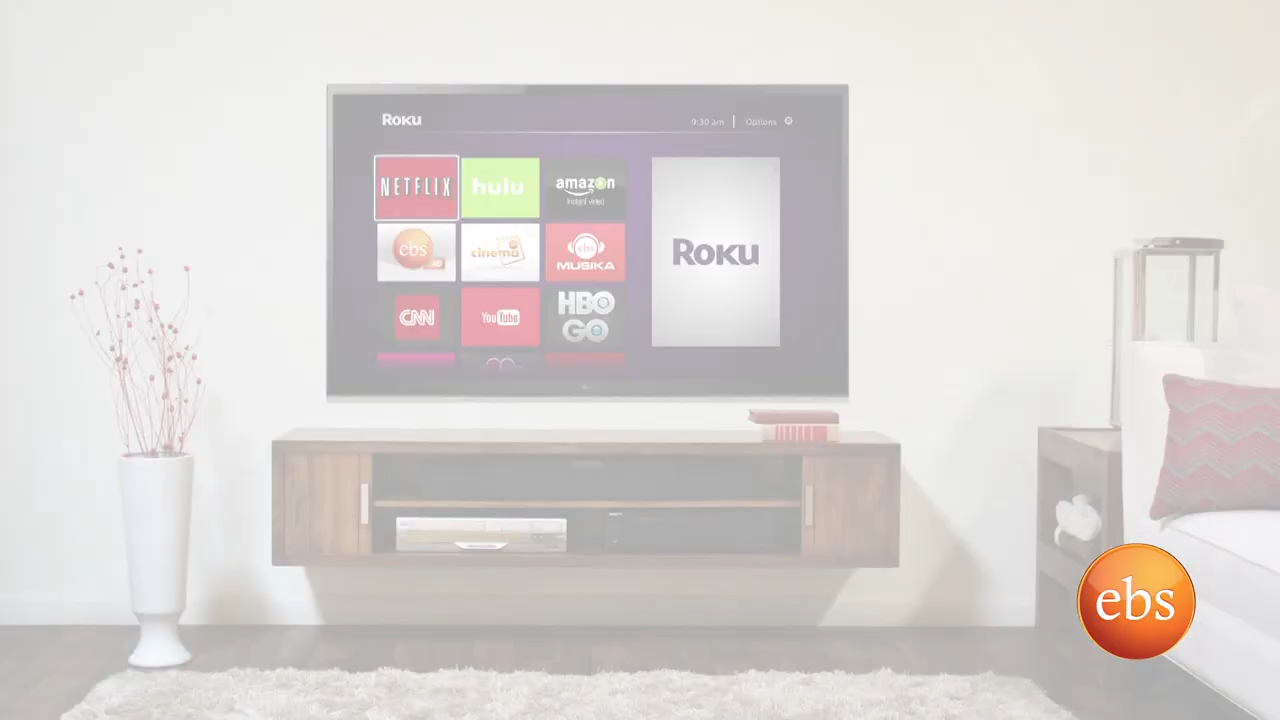 Roku
9:30 am | Options
NETFLIX
hulu
amazon
instant video
ebs
HD
cinema
ebs
MUSIKA
Roku
CNN
YouTube
HBO
GO
ebs